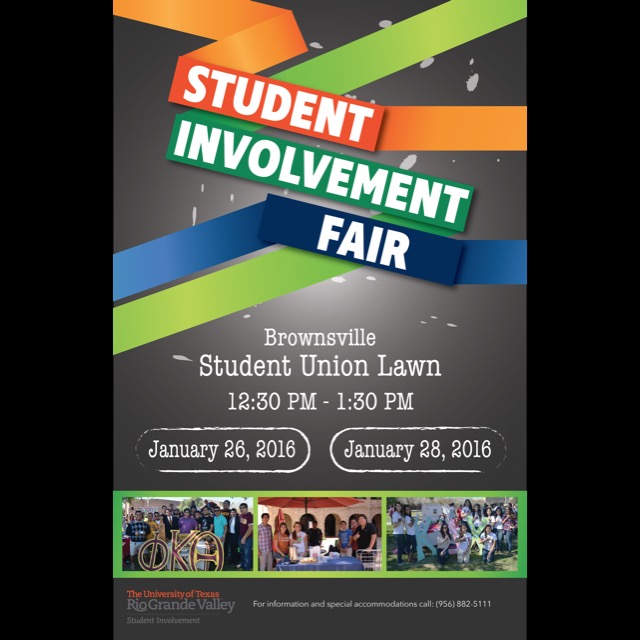 STUDENT
INVOLVEMENT
FAIR
Brownsville
Student Union Lawn
12:30 PM - 1:30 PM
January 26, 2016
January 28, 2016
ΦΚΘ
The University of Texas
Rio Grande Valley
Student Involvement
For information and special accommodations call: (956) 882-5111